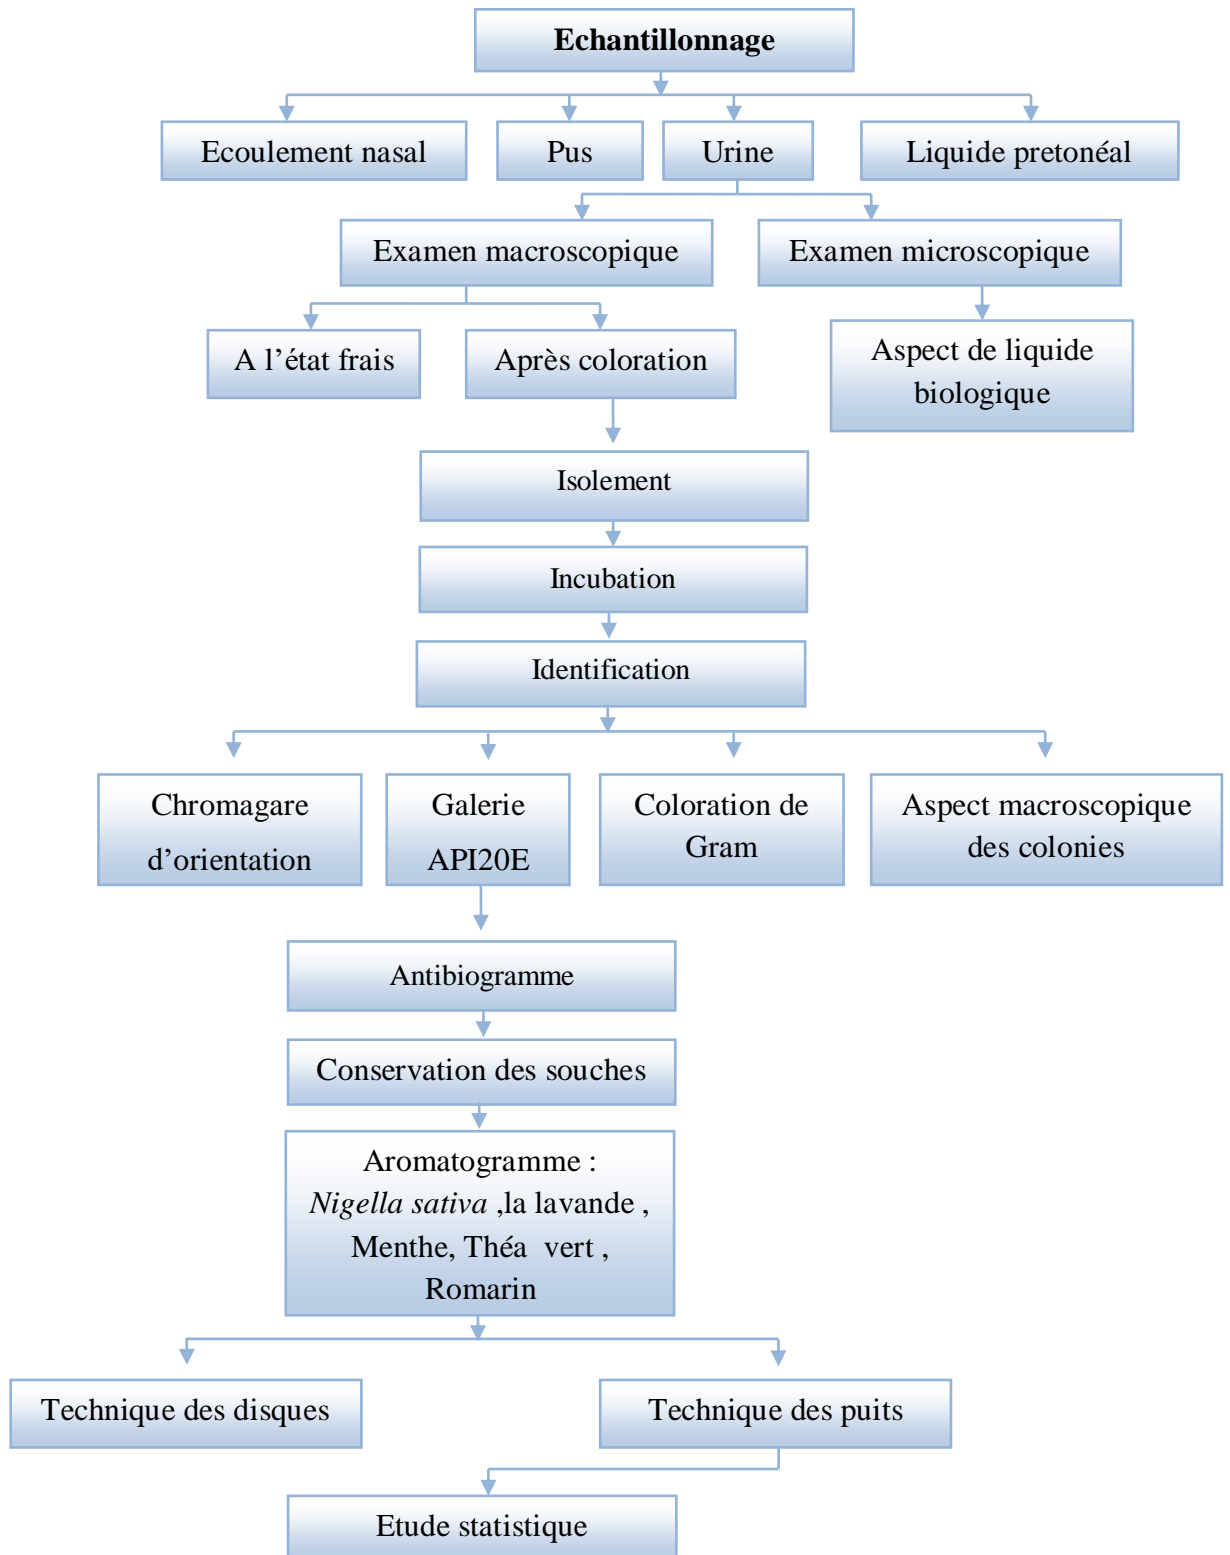 Echantillonnage
Ecoulement nasal
Pus
Urine
Liquide pretonéal
Examen macroscopique
Examen microscopique
A l’état frais
Après coloration
Aspect de liquide
biologique
Isolement
Incubation
Identification
Chromagare
d’orientation
Galerie
API20E
Coloration de
Gram
Aspect macroscopique
des colonies
Antibiogramme
Conservation des souches
Aromatogramme :
Nigella sativa ,la lavande ,
Menthe, Théa vert ,
Romarin
Technique des disques
Technique des puits
Etude statistique